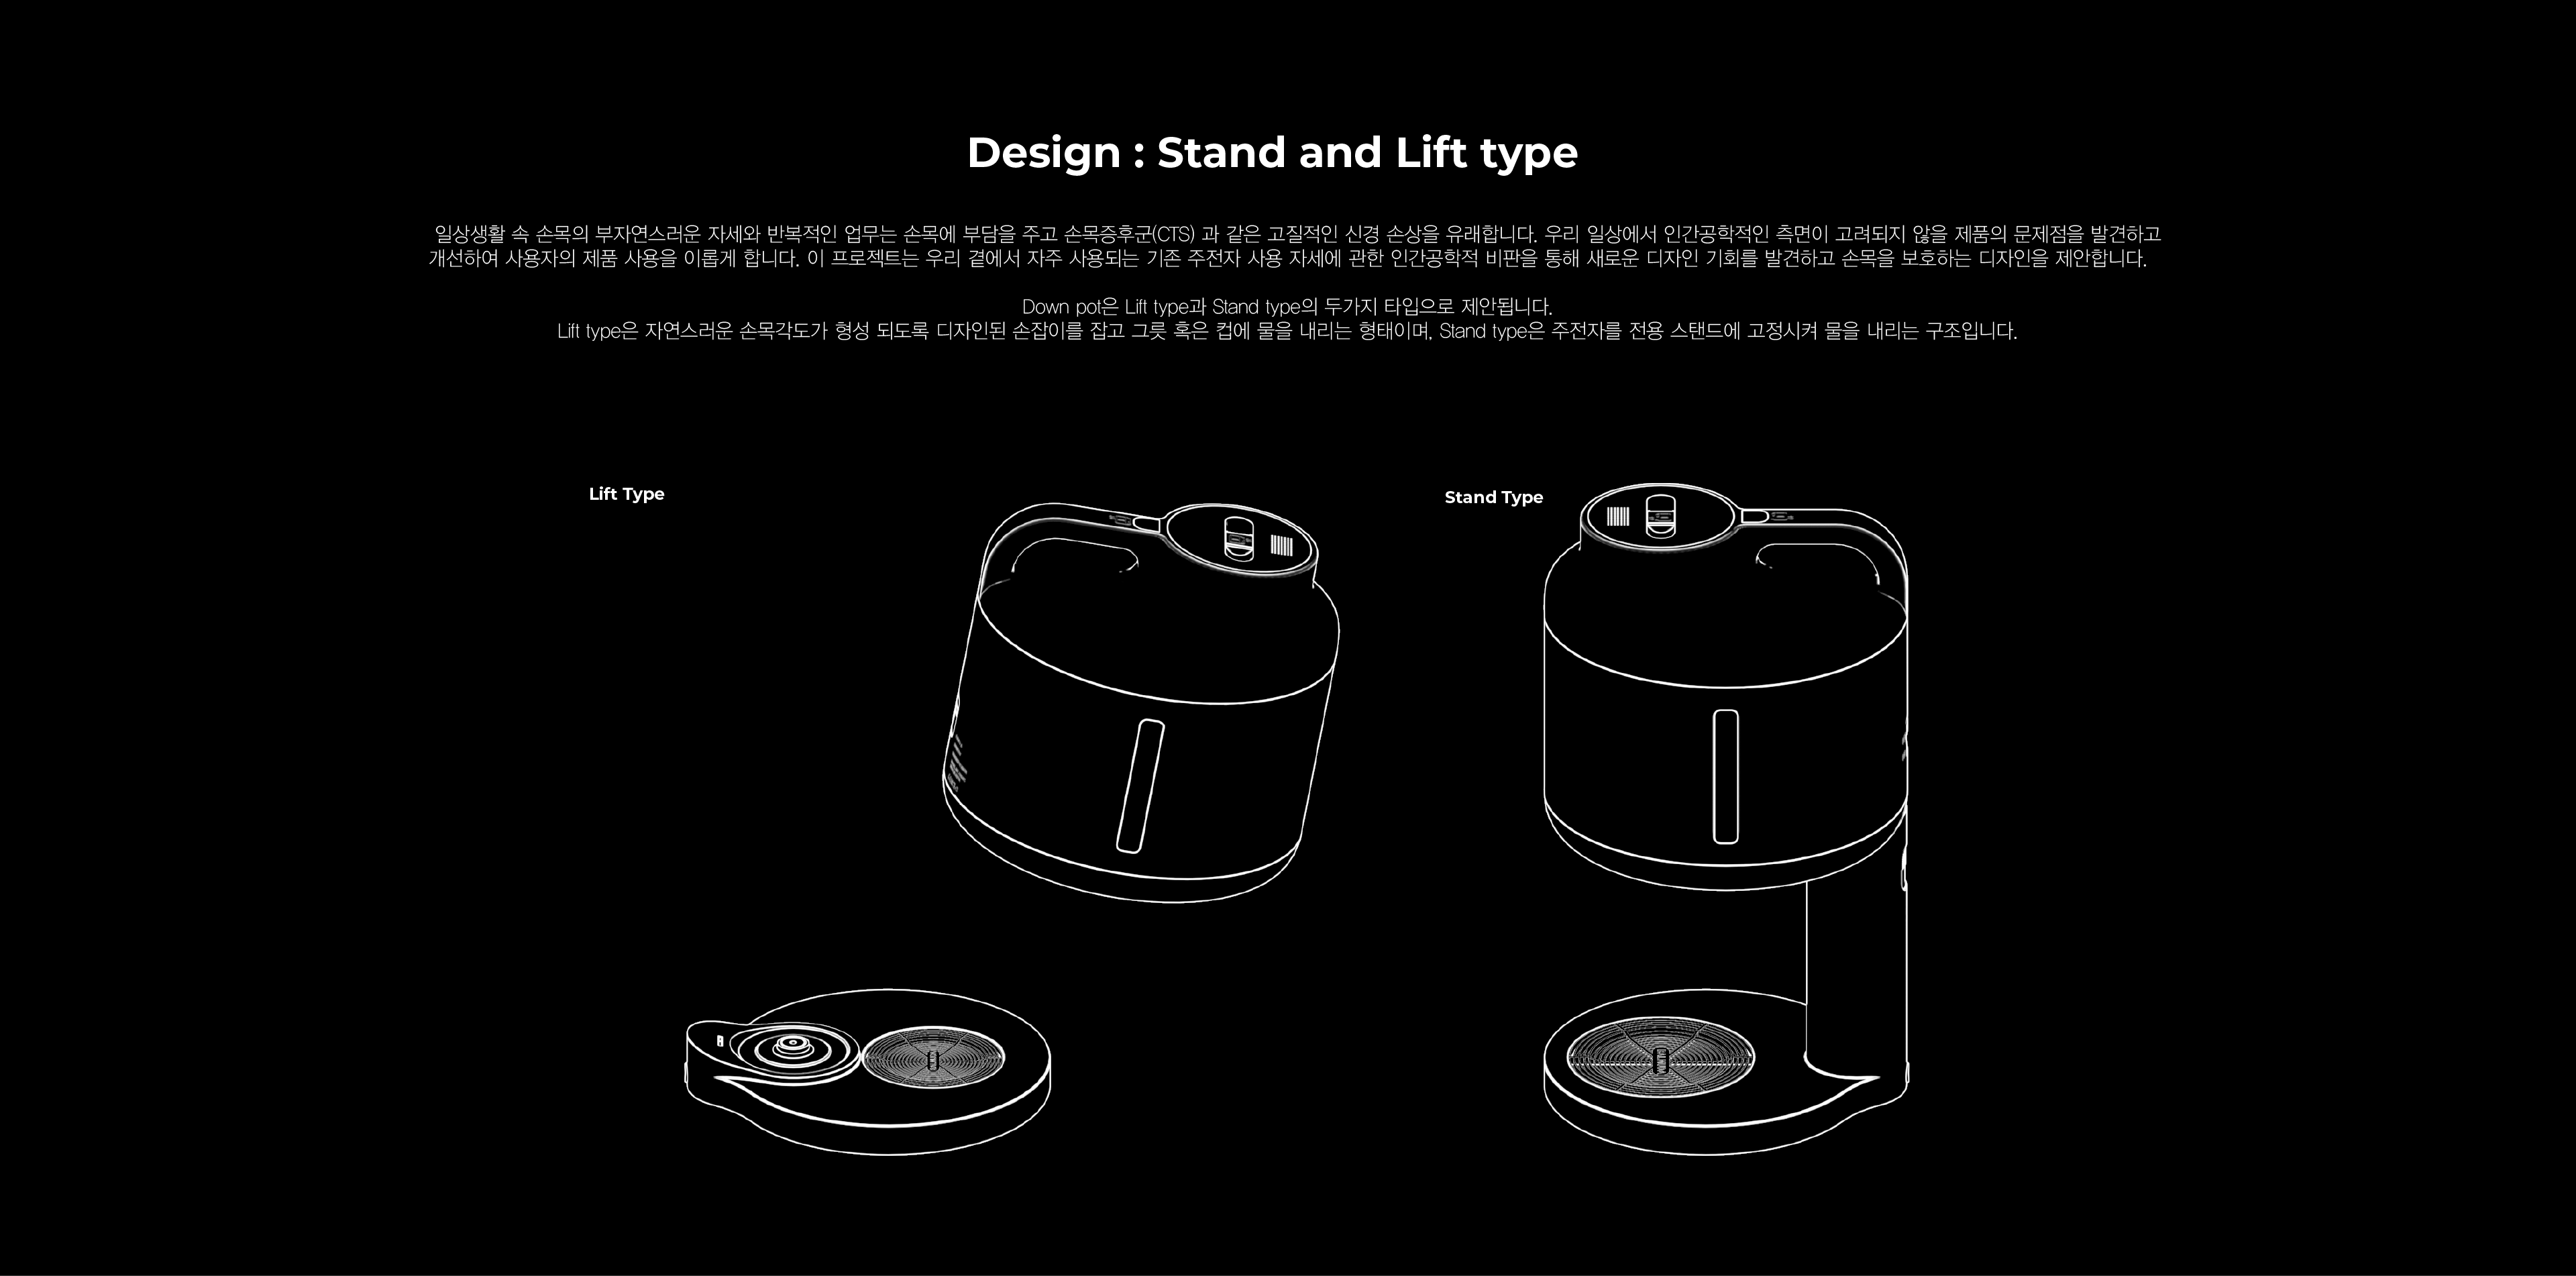 Design : Stand and Lift type
일상생활 속 손목의 부자연스러운 자세와 반복적인 업무는 손목에 부담을 주고 손목증후군(CTS) 과 같은 고질적인 신경 손상을 유래합니다. 우리 일상에서 인간공학적인 측면이 고려되지 않을 제품의 문제점을 발견하고
개선하여 사용자의 제품 사용을 이롭게 합니다. 이 프로젝트는 우리 곁에서 자주 사용되는 기존 주전자 사용 자세에 관한 인간공학적 비판을 통해 새로운 디자인 기회를 발견하고 손목을 보호하는 디자인을 제안합니다.
Down pot은 Lift type과 Stand type의 두가지 타입으로 제안됩니다.
Lift type은 자연스러운 손목각도가 형성 되도록 디자인된 손잡이를 잡고 그릇 혹은 컵에 물을 내리는 형태이며, Stand type은 주전자를 전용 스탠드에 고정시켜 물을 내리는 구조입니다.
Lift Type
Stand Type